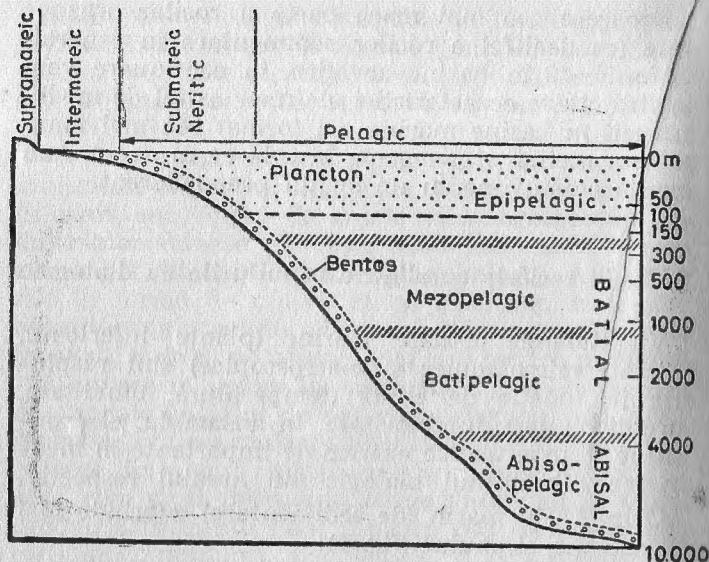 Supramareic
Intermareic
Submareic
Neritic
Pelagic
0 m
Plancton
Epipelagic
50
100
150
300
Bentos
500
Mezopelagic
1000
Batipelagic
2000
4000
Abiso-
pelagic
BATIAL
ABISAL
10.000